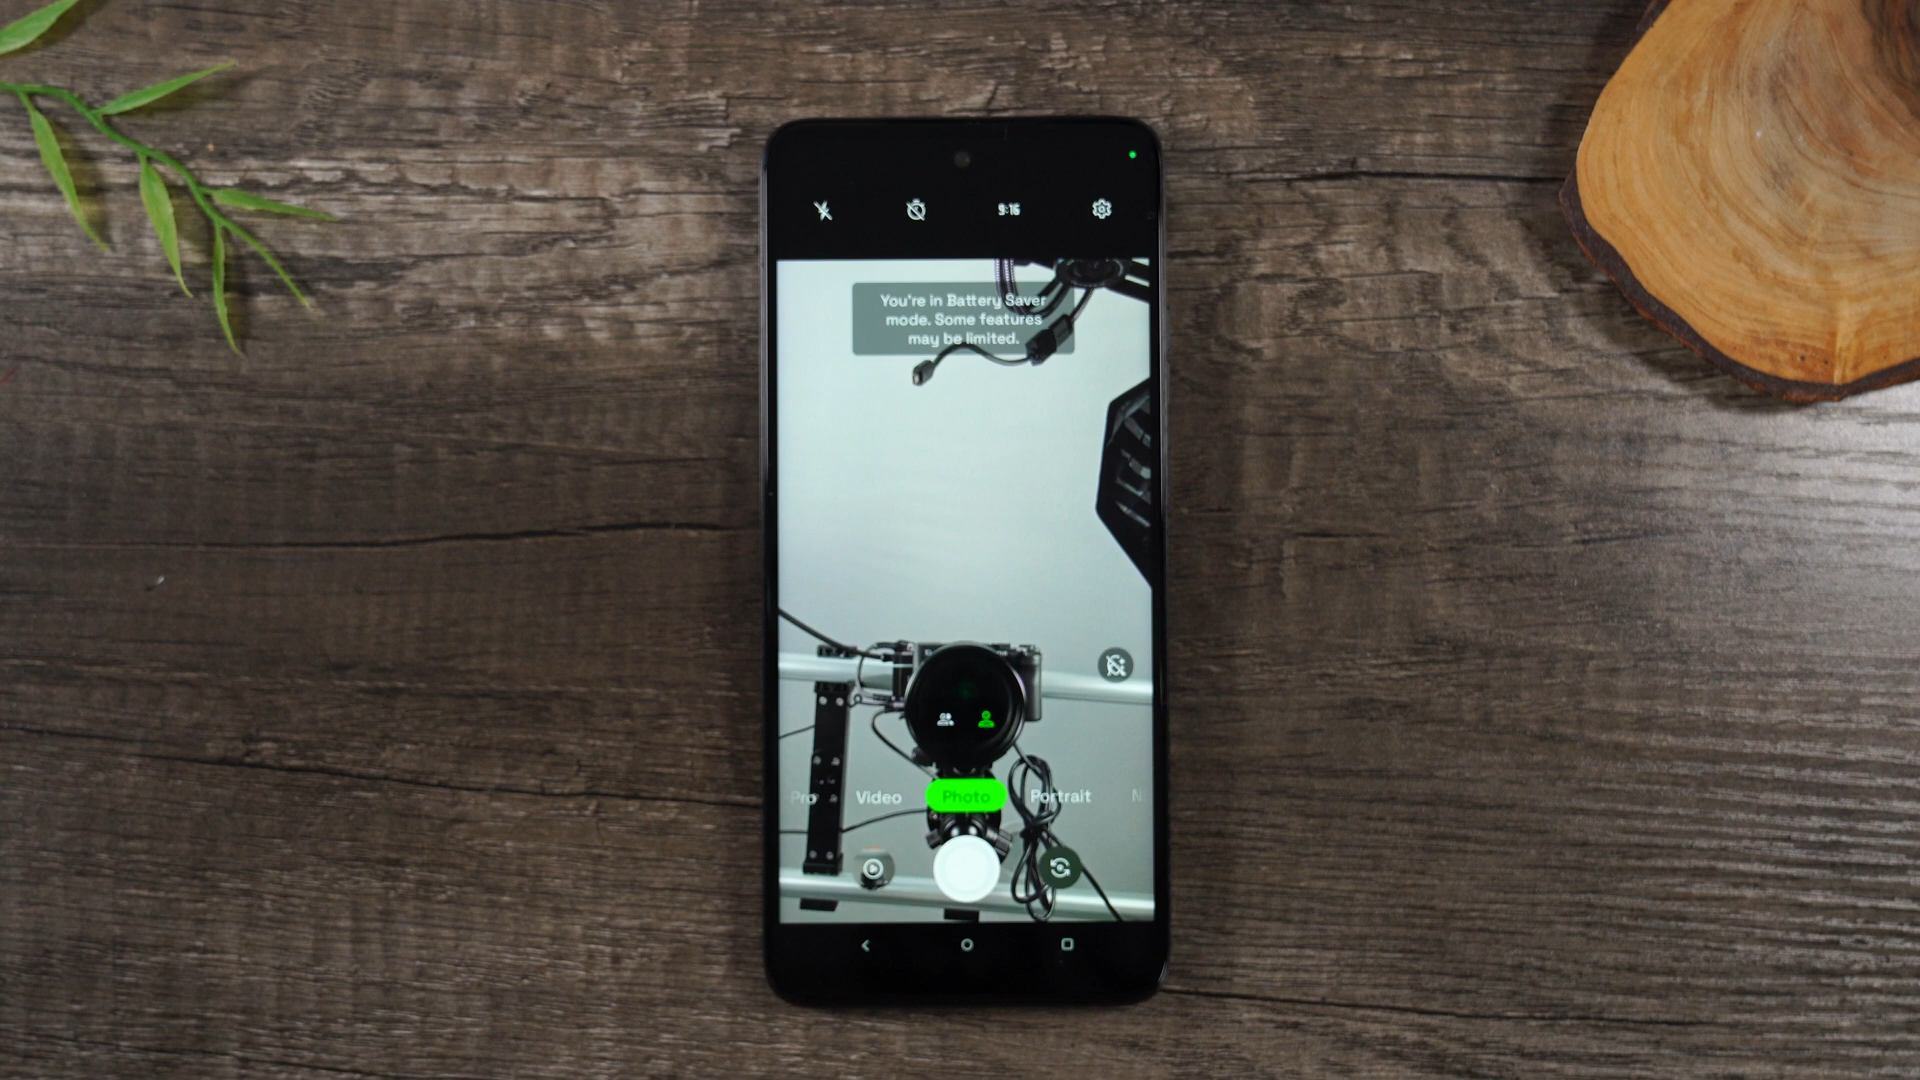 9:16
You're in Battery Saver
mode. Some features
may be limited.
Pro Video Photo Portrait N